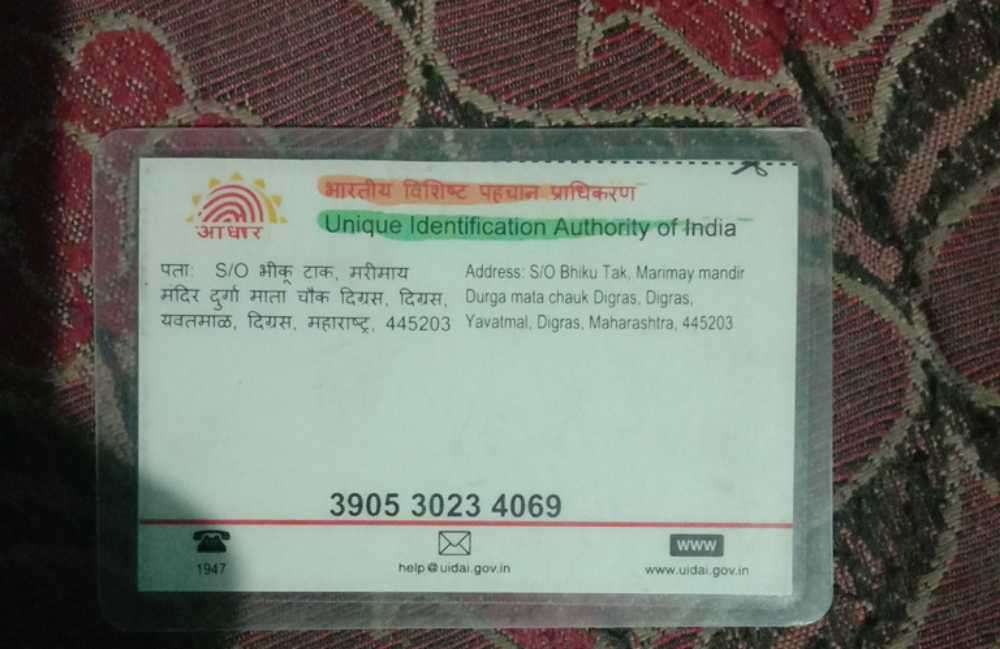 भारतीय विशिष्ट पहचान प्राधिकरण
Unique Identification Authority of India
आधार
पता: S/O भीकू टाक, मरीमाय
मंदिर दुर्गा माता चौक दिग्रस, दिग्रस,
यवतमाळ, दिग्रस, महाराष्ट्र, 445203
Address: S/O Bhiku Tak, Marimay mandir
Durga mata chauk Digras, Digras,
Yavatmal, Digras, Maharashtra, 445203
3905 3023 4069
1947
help@uidai.gov.in
WWW
www.uidai.gov.in